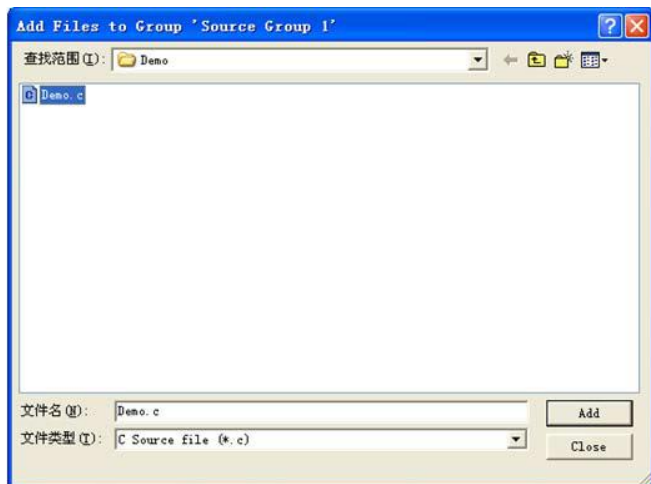 Add Files to Group 'Source Group 1'
查找范围(I): Demo
Demo.c
文件名(N): Demo.c
Add
文件类型(T): C Source file (*.c)
Close